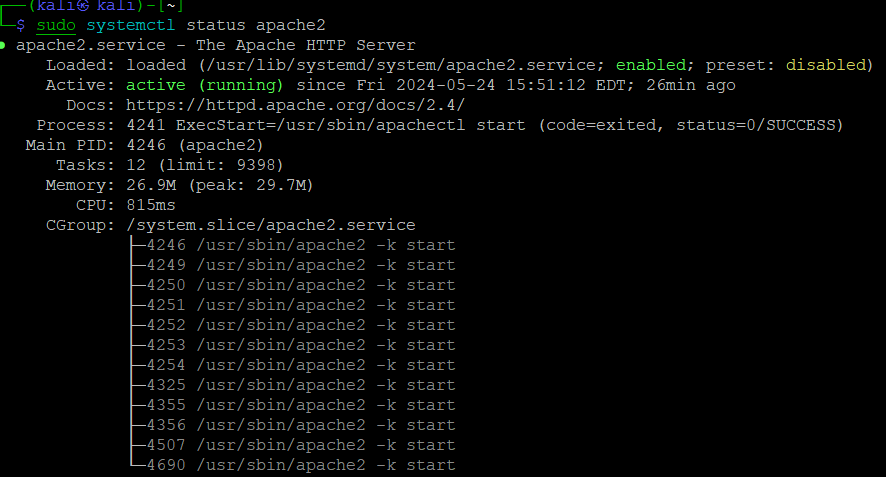 (kali㉿kali)-[~]
$ sudo systemctl status apache2
● apache2.service - The Apache HTTP Server
Loaded: loaded (/usr/lib/systemd/system/apache2.service; enabled; preset: disabled)
Active: active (running) since Fri 2024-05-24 15:51:12 EDT; 26min ago
Docs: https://httpd.apache.org/docs/2.4/
Process: 4241 ExecStart=/usr/sbin/apachectl start (code=exited, status=0/SUCCESS)
Main PID: 4246 (apache2)
Tasks: 12 (limit: 9398)
Memory: 26.9M (peak: 29.7M)
CPU: 815ms
CGroup: /system.slice/apache2.service
├─4246 /usr/sbin/apache2 -k start
├─4249 /usr/sbin/apache2 -k start
├─4250 /usr/sbin/apache2 -k start
├─4251 /usr/sbin/apache2 -k start
├─4252 /usr/sbin/apache2 -k start
├─4253 /usr/sbin/apache2 -k start
├─4254 /usr/sbin/apache2 -k start
├─4325 /usr/sbin/apache2 -k start
├─4355 /usr/sbin/apache2 -k start
├─4356 /usr/sbin/apache2 -k start
├─4507 /usr/sbin/apache2 -k start
└─4690 /usr/sbin/apache2 -k start